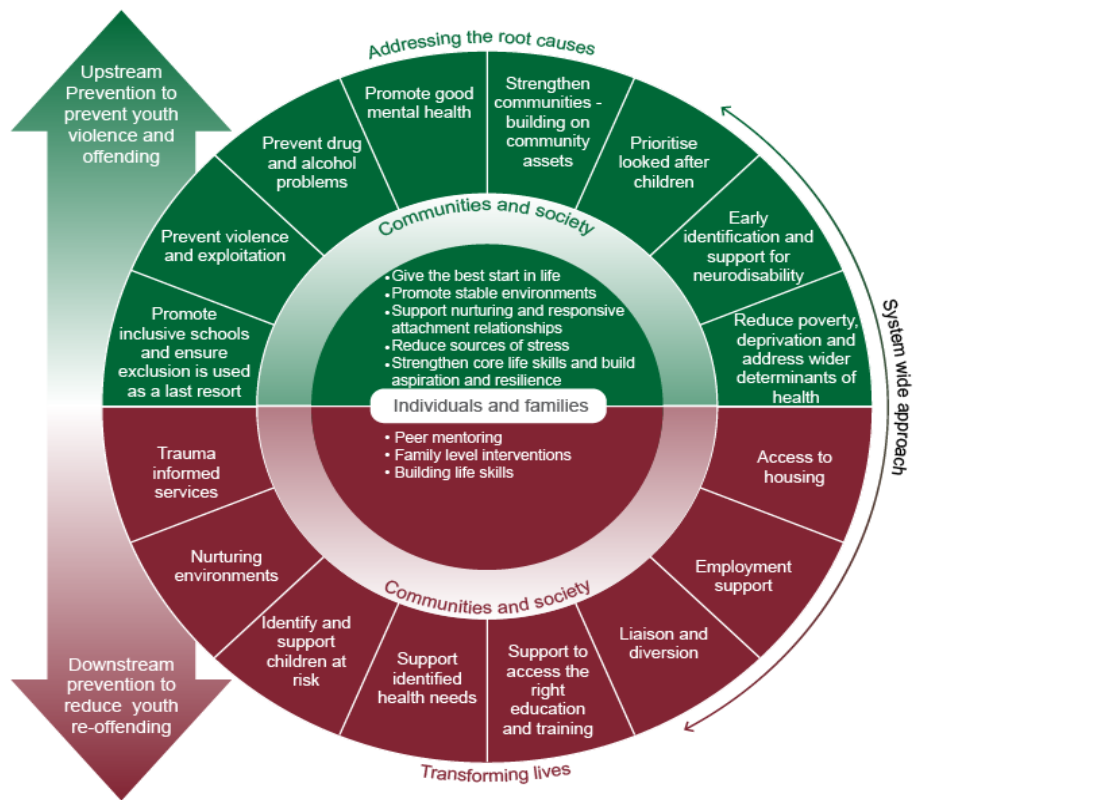 Addressing the root causes
Upstream
Prevention to
prevent youth
violence and
offending
Promote
inclusive schools
and ensure
exclusion is used
as a last resort
Prevent violence
and exploitation
Prevent drug
and alcohol
problems
Promote good
mental health
Strengthen
communities -
building on
community
assets
Prioritise
looked after
children
Early
identification and
support for
neurodisability
Reduce poverty,
deprivation and
address wider
determinants of
health
Communities and society
• Give the best start in life
• Promote stable environments
• Support nurturing and responsive
attachment relationships
• Reduce sources of stress
• Strengthen core life skills and build
aspiration and resilience
Individuals and families
• Peer mentoring
• Family level interventions
• Building life skills
Communities and society
System wide approach
Trauma
informed
services
Nurturing
environments
Identify and
support
children at
risk
Support
identified
health needs
Support to
access the
right
education
and training
Liaison and
diversion
Employment
support
Access to
housing
Downstream
prevention to
reduce youth
re-offending
Transforming lives